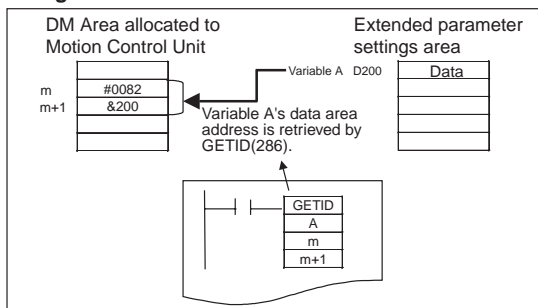 DM Area allocated to
Motion Control Unit
Extended parameter
settings area
m #0082
m+1 &200
Variable A D200 Data
Variable A's data area
address is retrieved by
GETID(286).
GETID
A
m
m+1